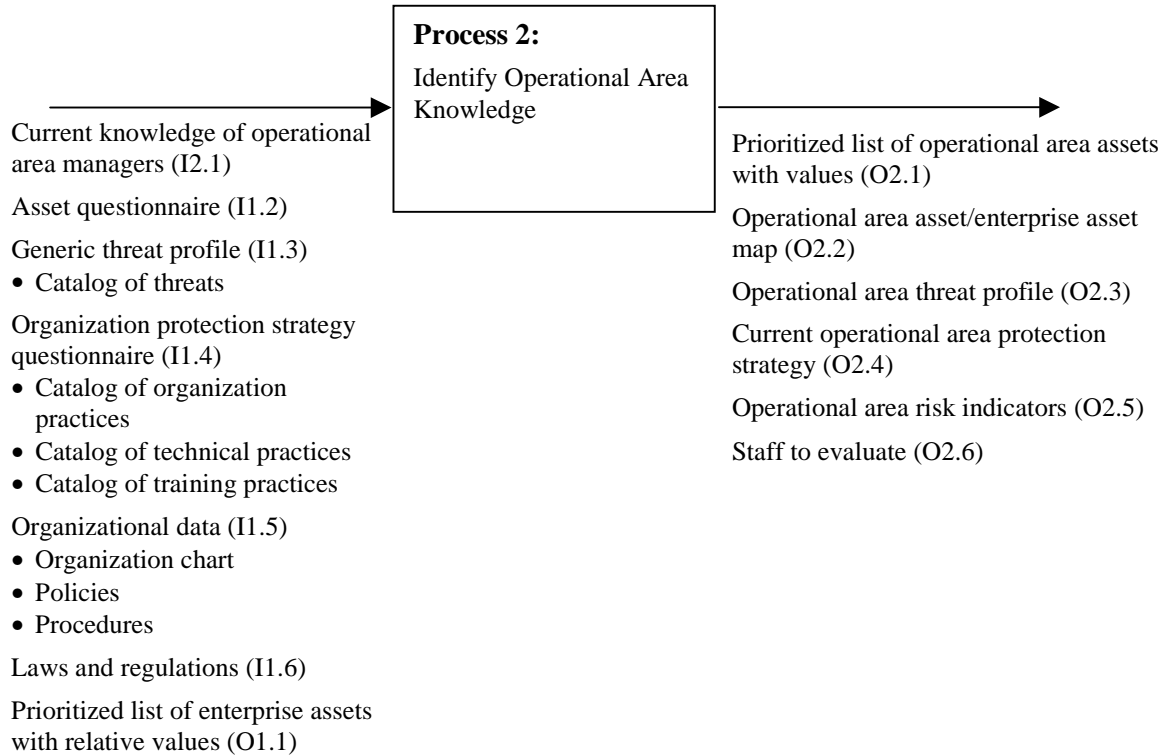 Process 2:
Identify Operational Area
Knowledge
Current knowledge of operational
area managers (I2.1)
Asset questionnaire (I1.2)
Generic threat profile (I1.3)
• Catalog of threats
Organization protection strategy
questionnaire (I1.4)
• Catalog of organization
practices
• Catalog of technical practices
• Catalog of training practices
Organizational data (I1.5)
• Organization chart
• Policies
• Procedures
Laws and regulations (I1.6)
Prioritized list of enterprise assets
with relative values (O1.1)
Prioritized list of operational area assets
with values (O2.1)
Operational area asset/enterprise asset
map (O2.2)
Operational area threat profile (O2.3)
Current operational area protection
strategy (O2.4)
Operational area risk indicators (O2.5)
Staff to evaluate (O2.6)